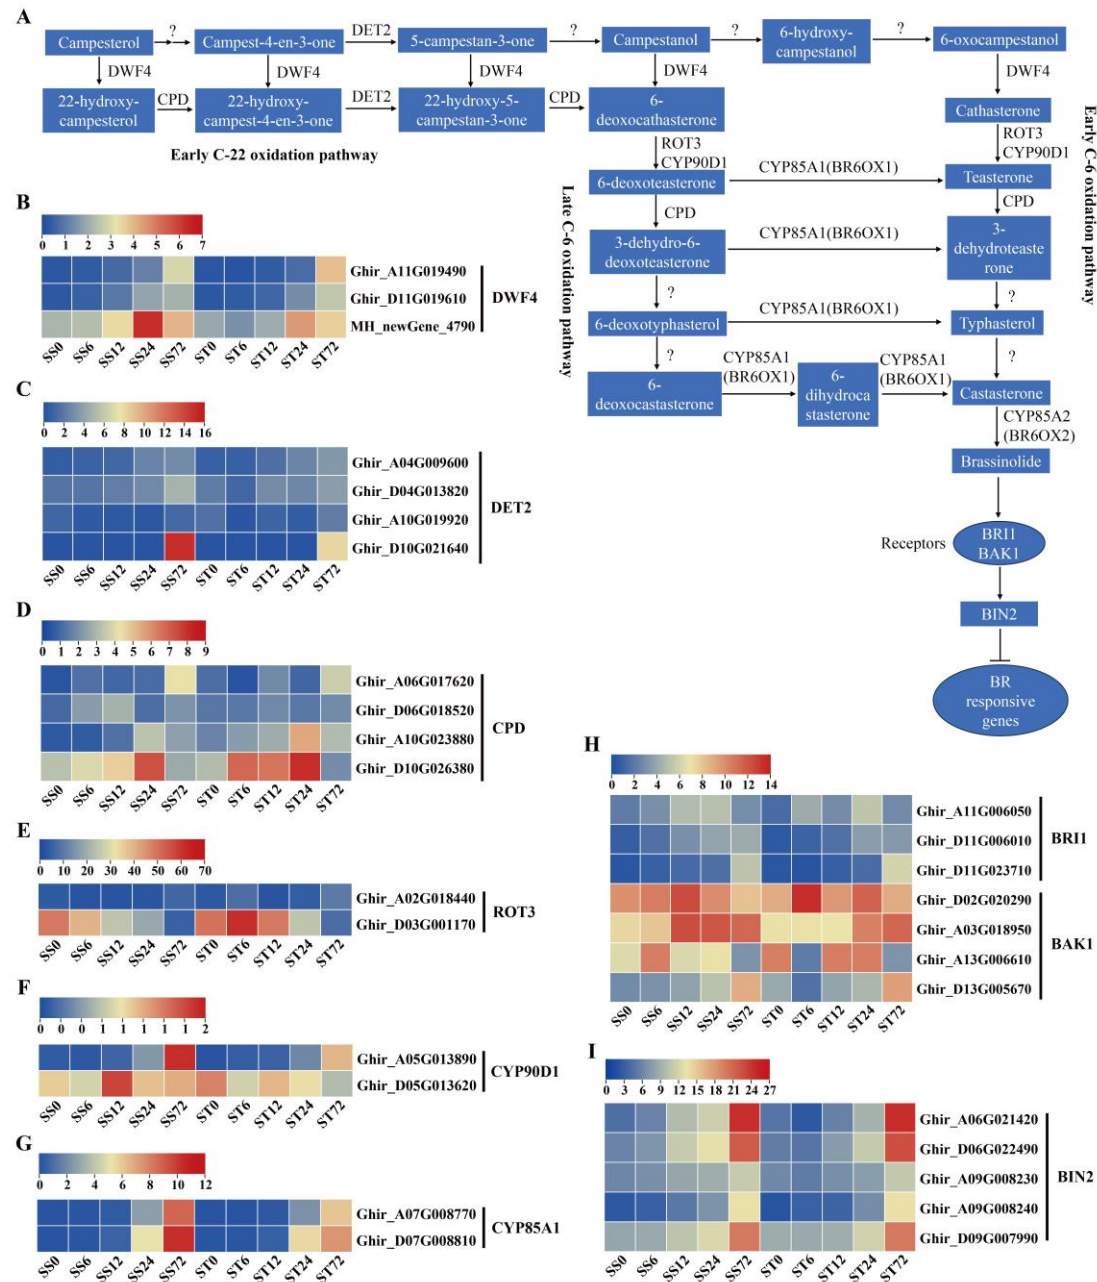 A
Campesterol
?
Campest-4-en-3-one
DET2
5-campestan-3-one
?
Campestanol
?
6-hydroxy-
campestanol
?
6-oxocampestanol
DWF4
DWF4
DWF4
DWF4
DWF4
22-hydroxy-
campesterol
CPD
22-hydroxy-
campest-4-en-3-one
DET2
22-hydroxy-5-
campestan-3-one
CPD
6-
deoxocathasterone
Cathasterone
Early C-22 oxidation pathway
ROT3
CYP90D1
ROT3
CYP90D1
6-deoxoteasterone
CYP85A1(BR6OX1)
Teasterone
CPD
CPD
3-dehydro-6-
deoxoteasterone
CYP85A1(BR6OX1)
3-
dehydroteaste
rone
?
?
6-deoxotyphasterol
CYP85A1(BR6OX1)
Typhasterol
?
?
6-
deoxocastasterone
CYP85A1
(BR6OX1)
6-
dihydroca
stasterone
CYP85A1
(BR6OX1)
Castasterone
CYP85A2
(BR6OX2)
Brassinolide
Receptors
BRI1
BAK1
BIN2
BR
responsive
genes
Late C-6 oxidation pathway
Early C-6 oxidation pathway
B
0 1 2 3 4 5 6 7
Ghir_A11G019490
Ghir_D11G019610
MH_newGene_4790
DWF4
SS0 SS6 SS12 SS24 SS72 ST0 ST6 ST12 ST24 ST72
C
0 2 4 6 8 10 12 14 16
Ghir_A04G009600
Ghir_D04G013820
Ghir_A10G019920
Ghir_D10G021640
DET2
SS0 SS6 SS12 SS24 SS72 ST0 ST6 ST12 ST24 ST72
D
0 1 2 3 4 5 6 7 8 9
Ghir_A06G017620
Ghir_D06G018520
Ghir_A10G023880
Ghir_D10G026380
CPD
SS0 SS6 SS12 SS24 SS72 ST0 ST6 ST12 ST24 ST72
E
0 10 20 30 40 50 60 70
Ghir_A02G018440
Ghir_D03G001170
ROT3
SS0 SS6 SS12 SS24 SS72 ST0 ST6 ST12 ST24 ST72
F
0 0 0 1 1 1 1 2
Ghir_A05G013890
Ghir_D05G013620
CYP90D1
SS0 SS6 SS12 SS24 SS72 ST0 ST6 ST12 ST24 ST72
G
0 2 4 6 8 10 12
Ghir_A07G008770
Ghir_D07G008810
CYP85A1
SS0 SS6 SS12 SS24 SS72 ST0 ST6 ST12 ST24 ST72
H
0 2 4 6 8 10 12 14
Ghir_A11G006050
Ghir_D11G006010
Ghir_D11G023710
BRI1
Ghir_D02G020290
Ghir_A03G018950
Ghir_A13G006610
Ghir_D13G005670
BAK1
SS0 SS6 SS12 SS24 SS72 ST0 ST6 ST12 ST24 ST72
I
0 3 6 9 12 15 18 21 24 27
Ghir_A06G021420
Ghir_D06G022490
Ghir_A09G008230
Ghir_A09G008240
Ghir_D09G007990
BIN2
SS0 SS6 SS12 SS24 SS72 ST0 ST6 ST12 ST24 ST72